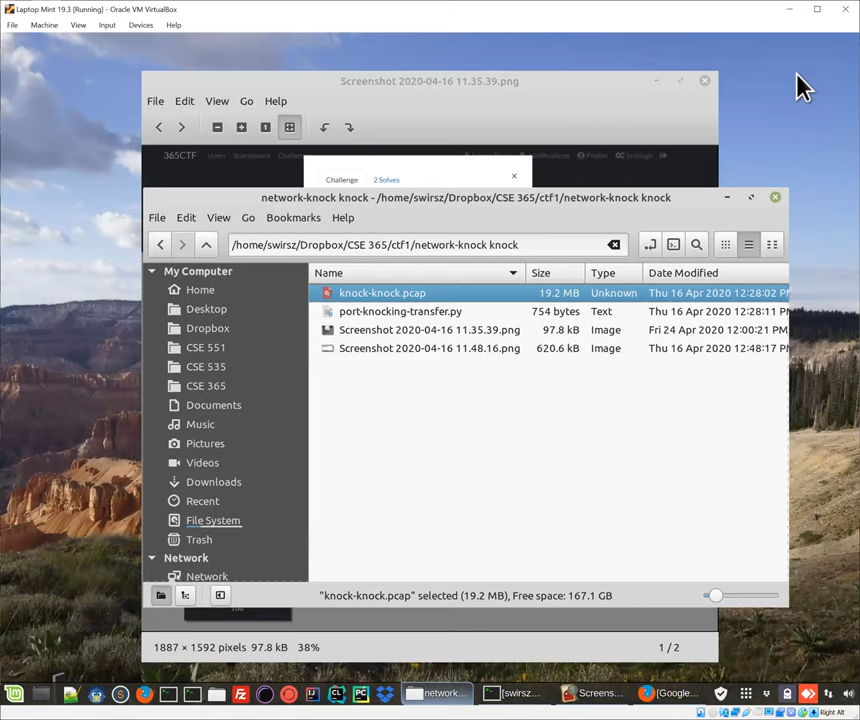 Laptop Mint 19.3 [Running] - Oracle VM VirtualBox
File Machine View Input Devices Help
Screenshot 2020-04-16 11.35.39.png
File Edit View Go Help
365CTF Users Scoreboard Notifications Profile Settings
Challenge 2 Solves
network-knock knock - /home/swirsz/Dropbox/CSE 365/ctf1/network-knock knock
File Edit View Go Bookmarks Help
/home/swirsz/Dropbox/CSE 365/ctf1/network-knock knock
My Computer
Home
Desktop
Dropbox
CSE 551
CSE 535
CSE 365
Documents
Music
Pictures
Videos
Downloads
Recent
File System
Trash
Network
Network
Name Size Type Date Modified
knock-knock.pcap 19.2 MB Unknown Thu 16 Apr 2020 12:28:02 P
port-knocking-transfer.py 754 bytes Text Thu 16 Apr 2020 12:28:11 P
Screenshot 2020-04-16 11.35.39.png 97.8 kB Image Fri 24 Apr 2020 12:00:21 PM
Screenshot 2020-04-16 11.48.16.png 620.6 kB Image Thu 16 Apr 2020 12:48:17 P
"knock-knock.pcap" selected (19.2 MB), Free space: 167.1 GB
1887 × 1592 pixels 97.8 kB 38% 1 / 2
network... [swirsz... Screens... [Google...
Right Alt